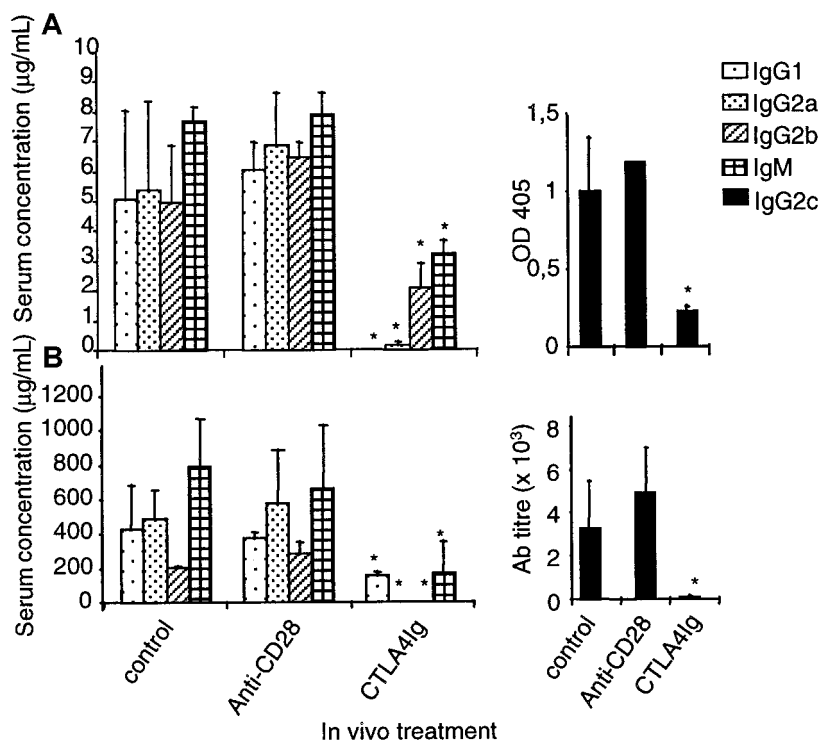 A
Serum concentration (µg/mL)
10
8
7
6
5
4
3
2
1
0
*
*
*
*
OD 405
1,5
1
0,5
0
*
IgG1
IgG2a
IgG2b
IgM
IgG2c
B
Serum concentration (µg/mL)
1200
1000
800
600
400
200
0
*
*
*
*
control
Anti-CD28
CTLA4Ig
Ab titre (x 10³)
8
6
4
2
0
*
control
Anti-CD28
CTLA4Ig
In vivo treatment